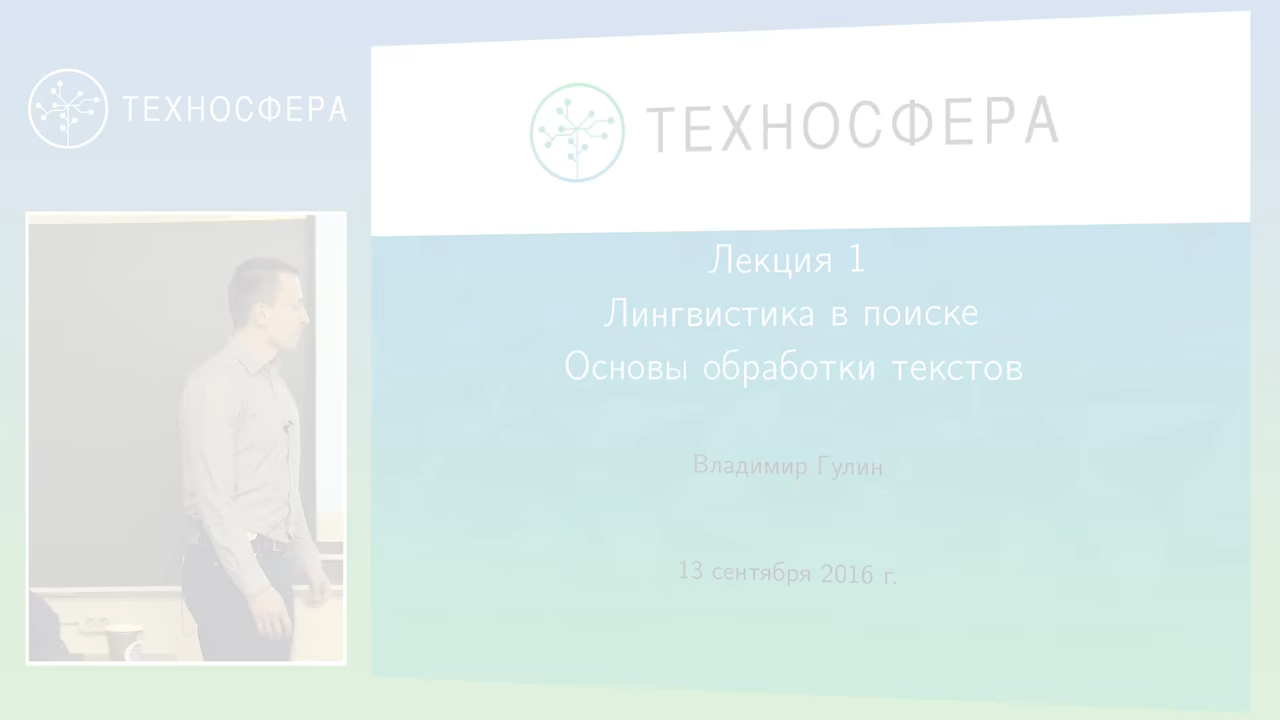 ТЕХНОСФЕРА
ТЕХНОСФЕРА
Лекция 1
Лингвистика в поиске
Основы обработки текстов
Владимир Гулин
13 сентября 2016 г.